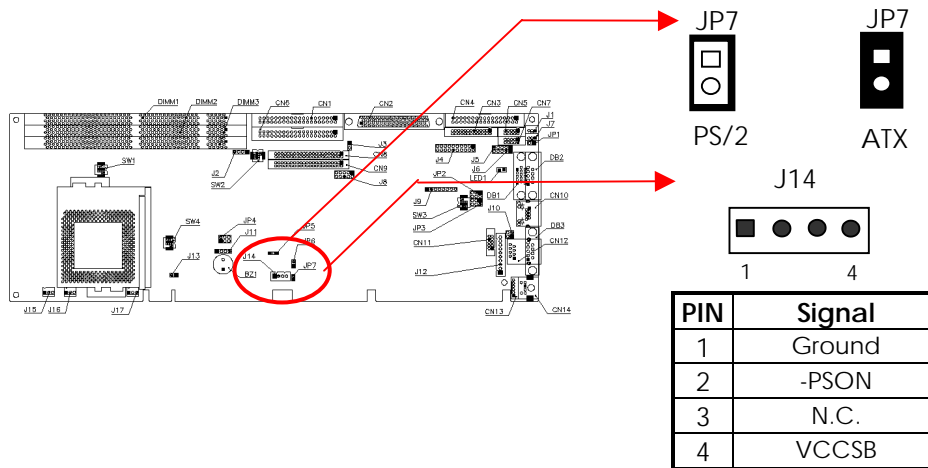 JP7 JP7
PS/2 ATX
J14
1 4
PIN Signal
1 Ground
2 -PSON
3 N.C.
4 VCCSB
DIMM1 DIMM2 DIMM3 CN6 CN1 CN2 CN4 CN3 CN5 CN7
J1
J7
JP1
J3
J4
J5
J6
LED1
DB2
SW1
J2
SW2
CN9
J8
JP2
J9
SW3
JP3
DB1
J10
CN10
DB3
CN12
CN11
J12
SW4
JP4
J11
JP5
J14
JP7
BZ1
J13
J15 J16 J17
CN13 CN14